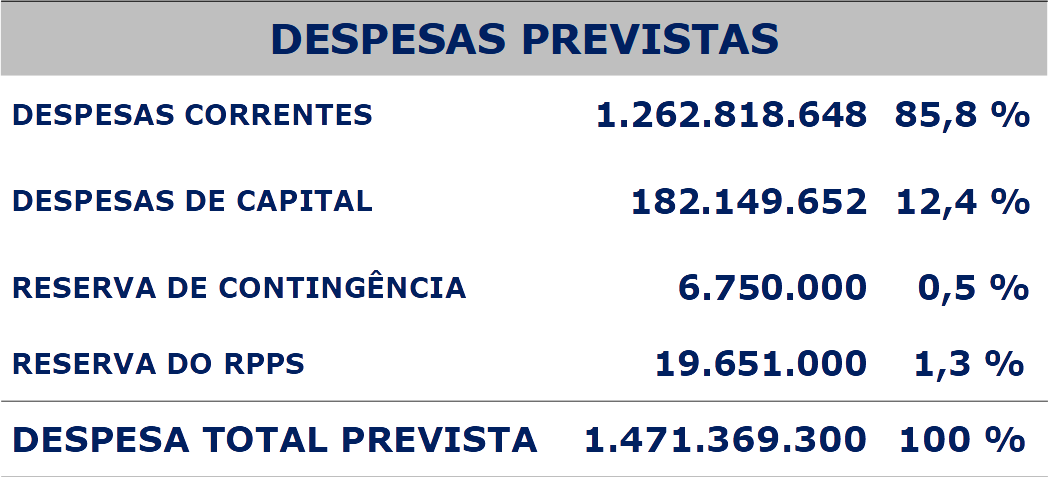 DESPESAS PREVISTAS
DESPESAS CORRENTES 1.262.818.648 85,8 %
DESPESAS DE CAPITAL 182.149.652 12,4 %
RESERVA DE CONTINGÊNCIA 6.750.000 0,5 %
RESERVA DO RPPS 19.651.000 1,3 %
DESPESA TOTAL PREVISTA 1.471.369.300 100 %